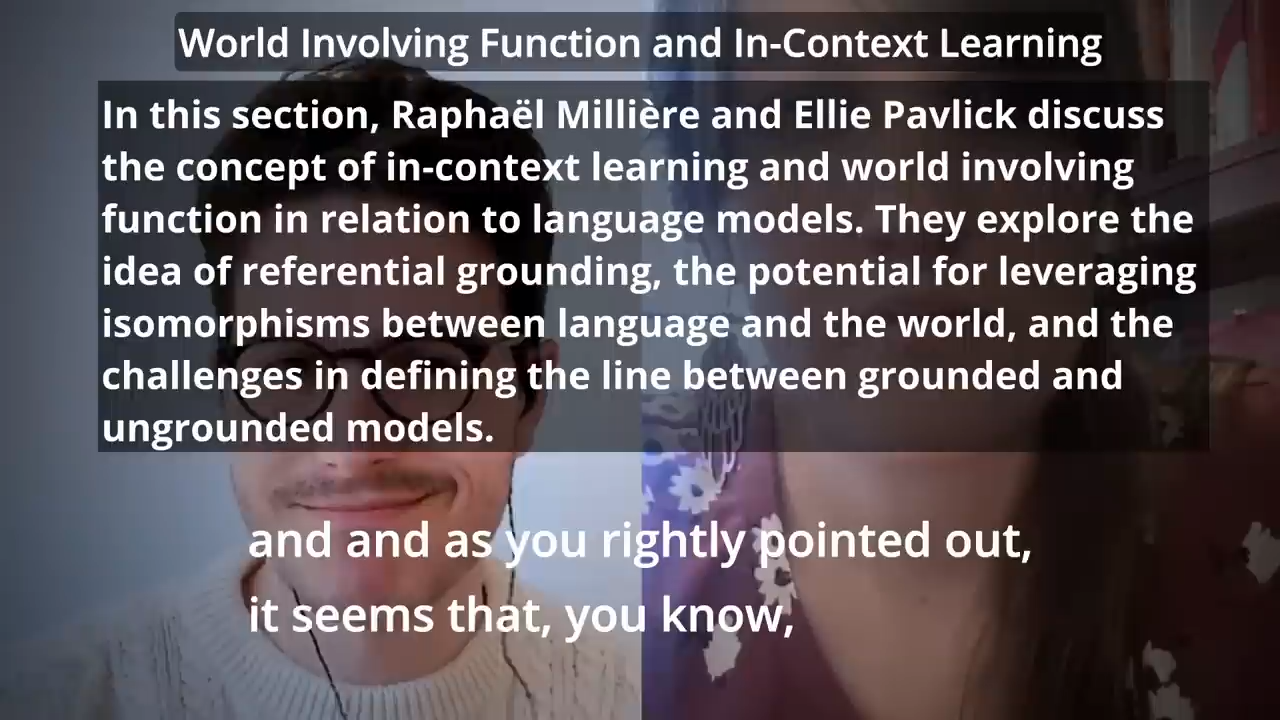 World Involving Function and In-Context Learning
In this section, Raphaël Millière and Ellie Pavlick discuss
the concept of in-context learning and world involving
function in relation to language models. They explore the
idea of referential grounding, the potential for leveraging
isomorphisms between language and the world, and the
challenges in defining the line between grounded and
ungrounded models.
and and as you rightly pointed out,
it seems that, you know,